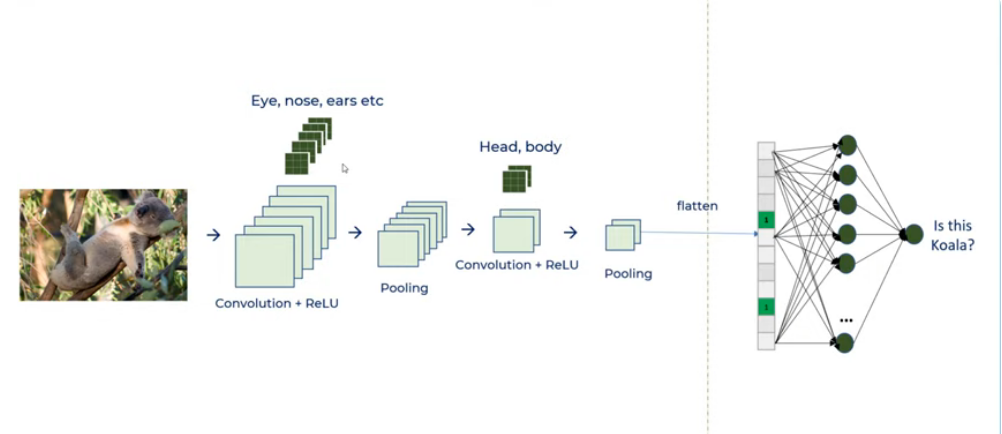 Eye, nose, ears etc
Head, body
Convolution + ReLU
Pooling
Convolution + ReLU
Pooling
flatten
1
1
...
Is this
Koala?